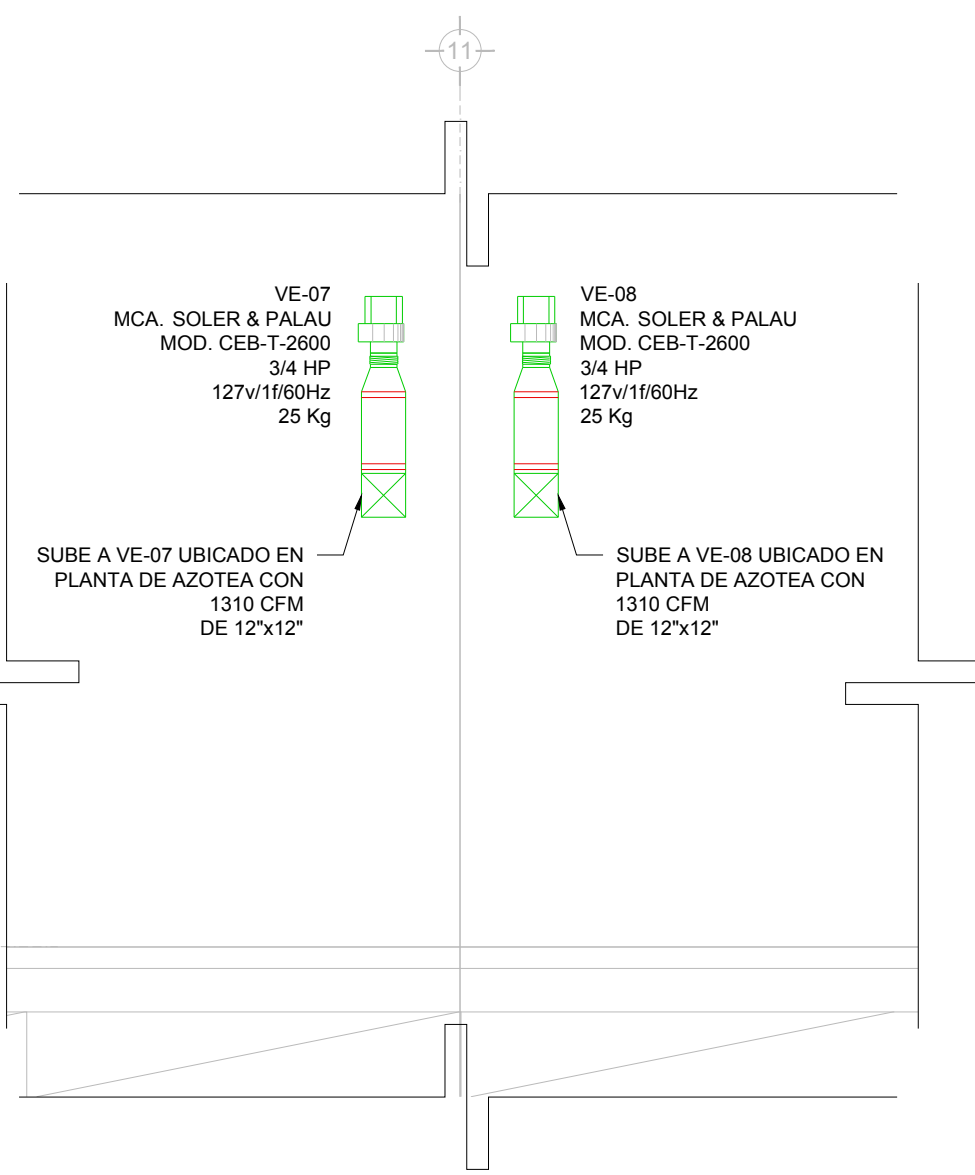 11
VE-07
MCA. SOLER & PALAU
MOD. CEB-T-2600
3/4 HP
127v/1f/60Hz
25 Kg
VE-08
MCA. SOLER & PALAU
MOD. CEB-T-2600
3/4 HP
127v/1f/60Hz
25 Kg
SUBE A VE-07 UBICADO EN
PLANTA DE AZOTEA CON
1310 CFM
DE 12"x12"
SUBE A VE-08 UBICADO EN
PLANTA DE AZOTEA CON
1310 CFM
DE 12"x12"